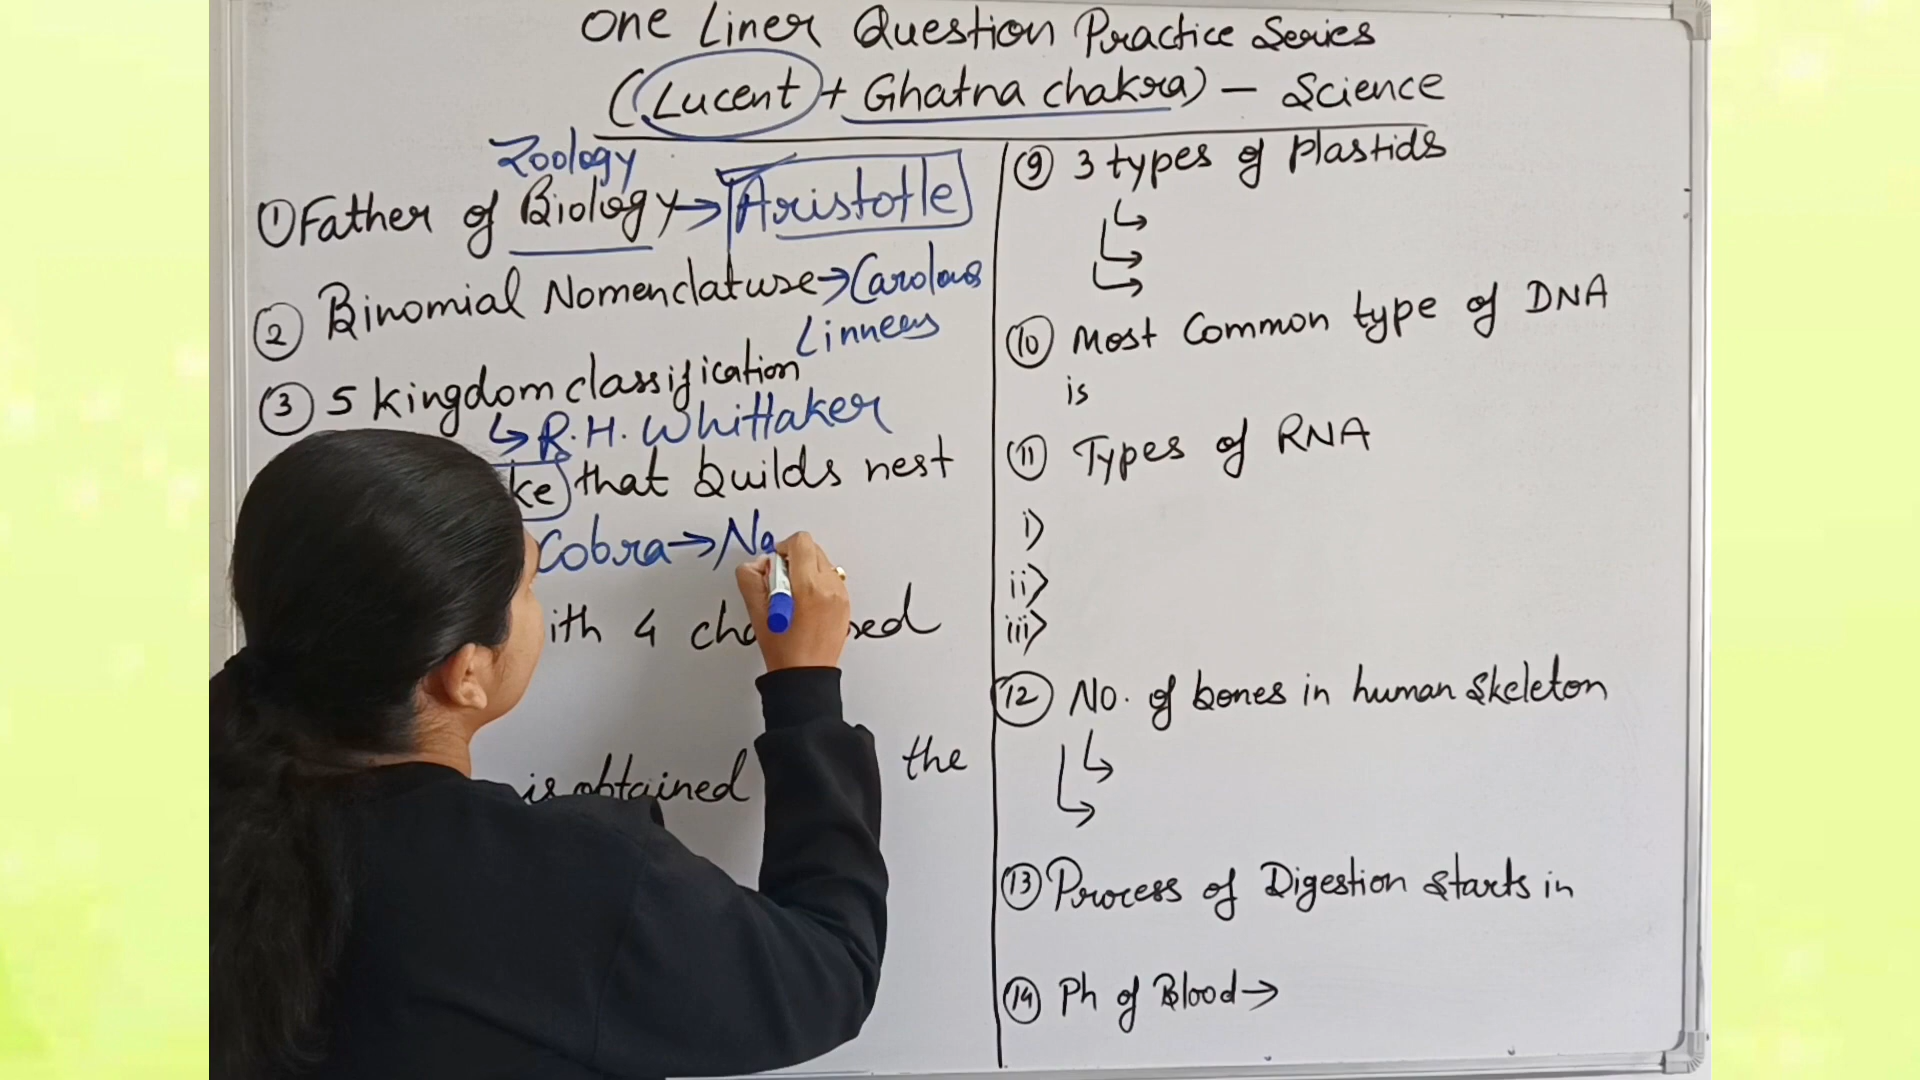 One Liner Question Practice Series
(Lucent + Ghatna chakra) - Science
Zoology
① Father of Biology → Aristotle
② Binomial Nomenclature → Carolous
Linneus
③ 5 kingdom classification
↳ R.H. Whittaker
ke that builds nest
Cobra → Na
ith 4 cha
is obtained the
⑨ 3 types of Plastids
↳
↳
↳
⑩ Most Common type of DNA
is
⑪ Types of RNA
i)
ii)
iii)
⑫ No. of bones in human Skeleton
↳
↳
⑬ Process of Digestion Starts in
⑭ Ph of Blood →